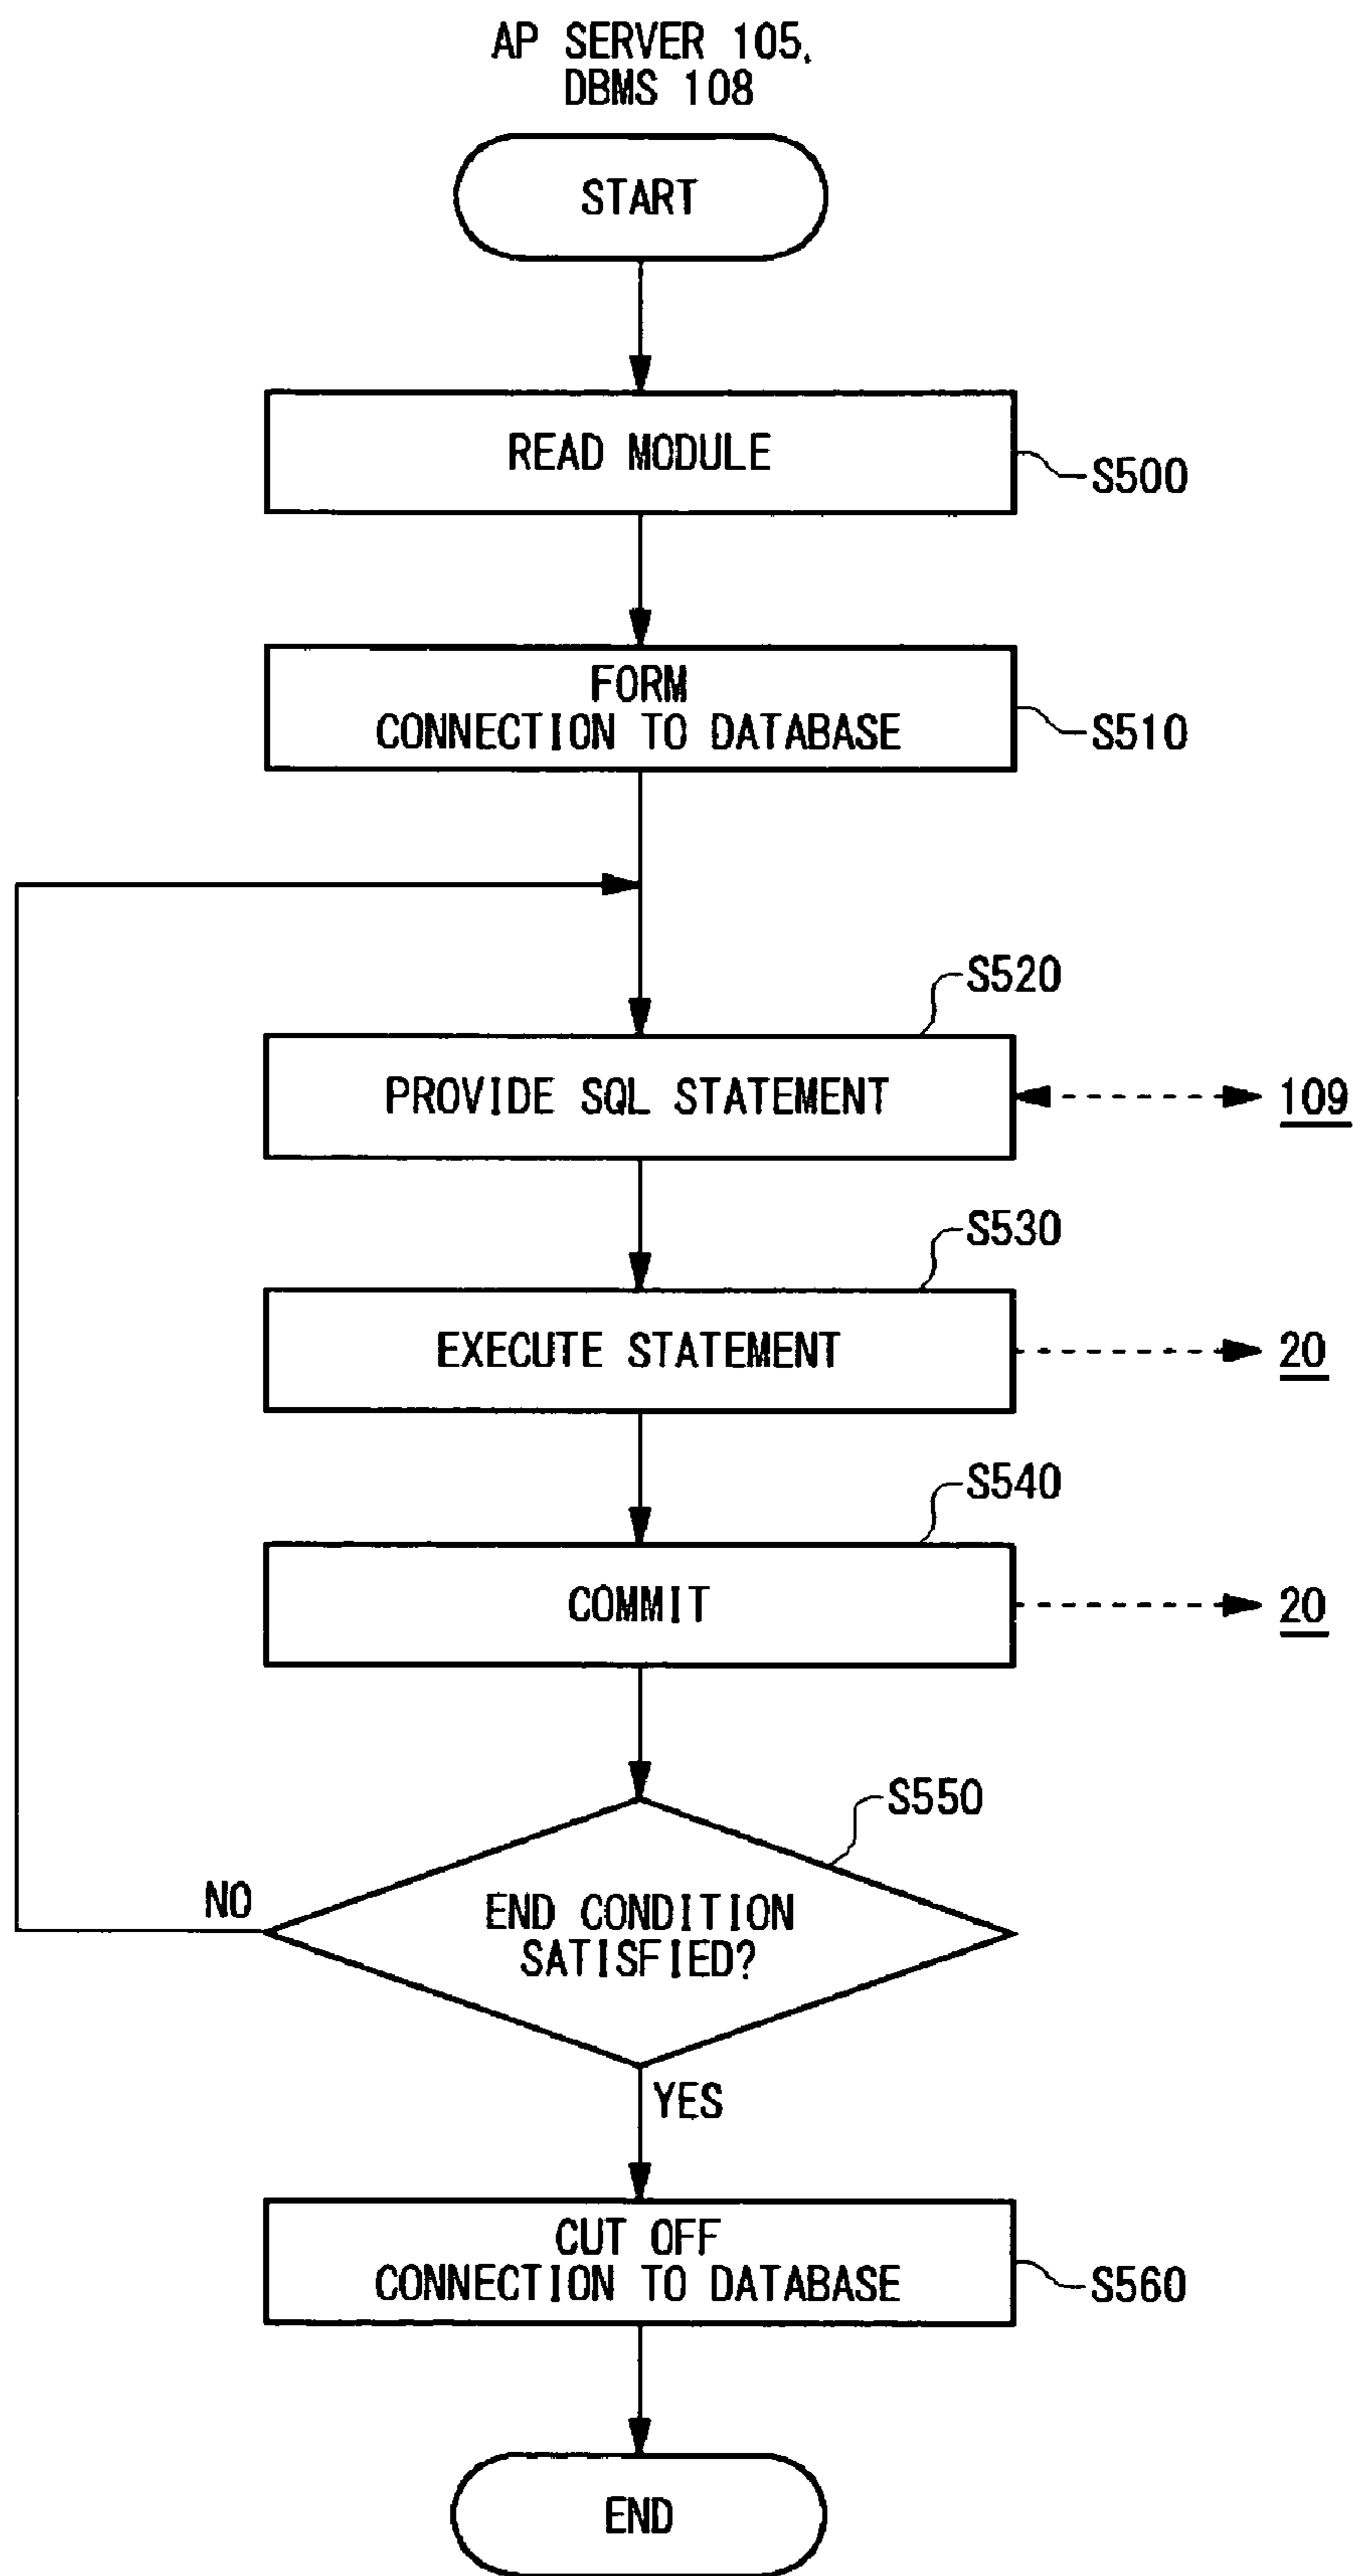 AP SERVER 105,
DBMS 108
START
READ MODULE
S500
FORM
CONNECTION TO DATABASE
S510
S520
PROVIDE SQL STATEMENT
109
S530
EXECUTE STATEMENT
20
S540
COMMIT
20
S550
NO
END CONDITION
SATISFIED?
YES
CUT OFF
CONNECTION TO DATABASE
S560
END